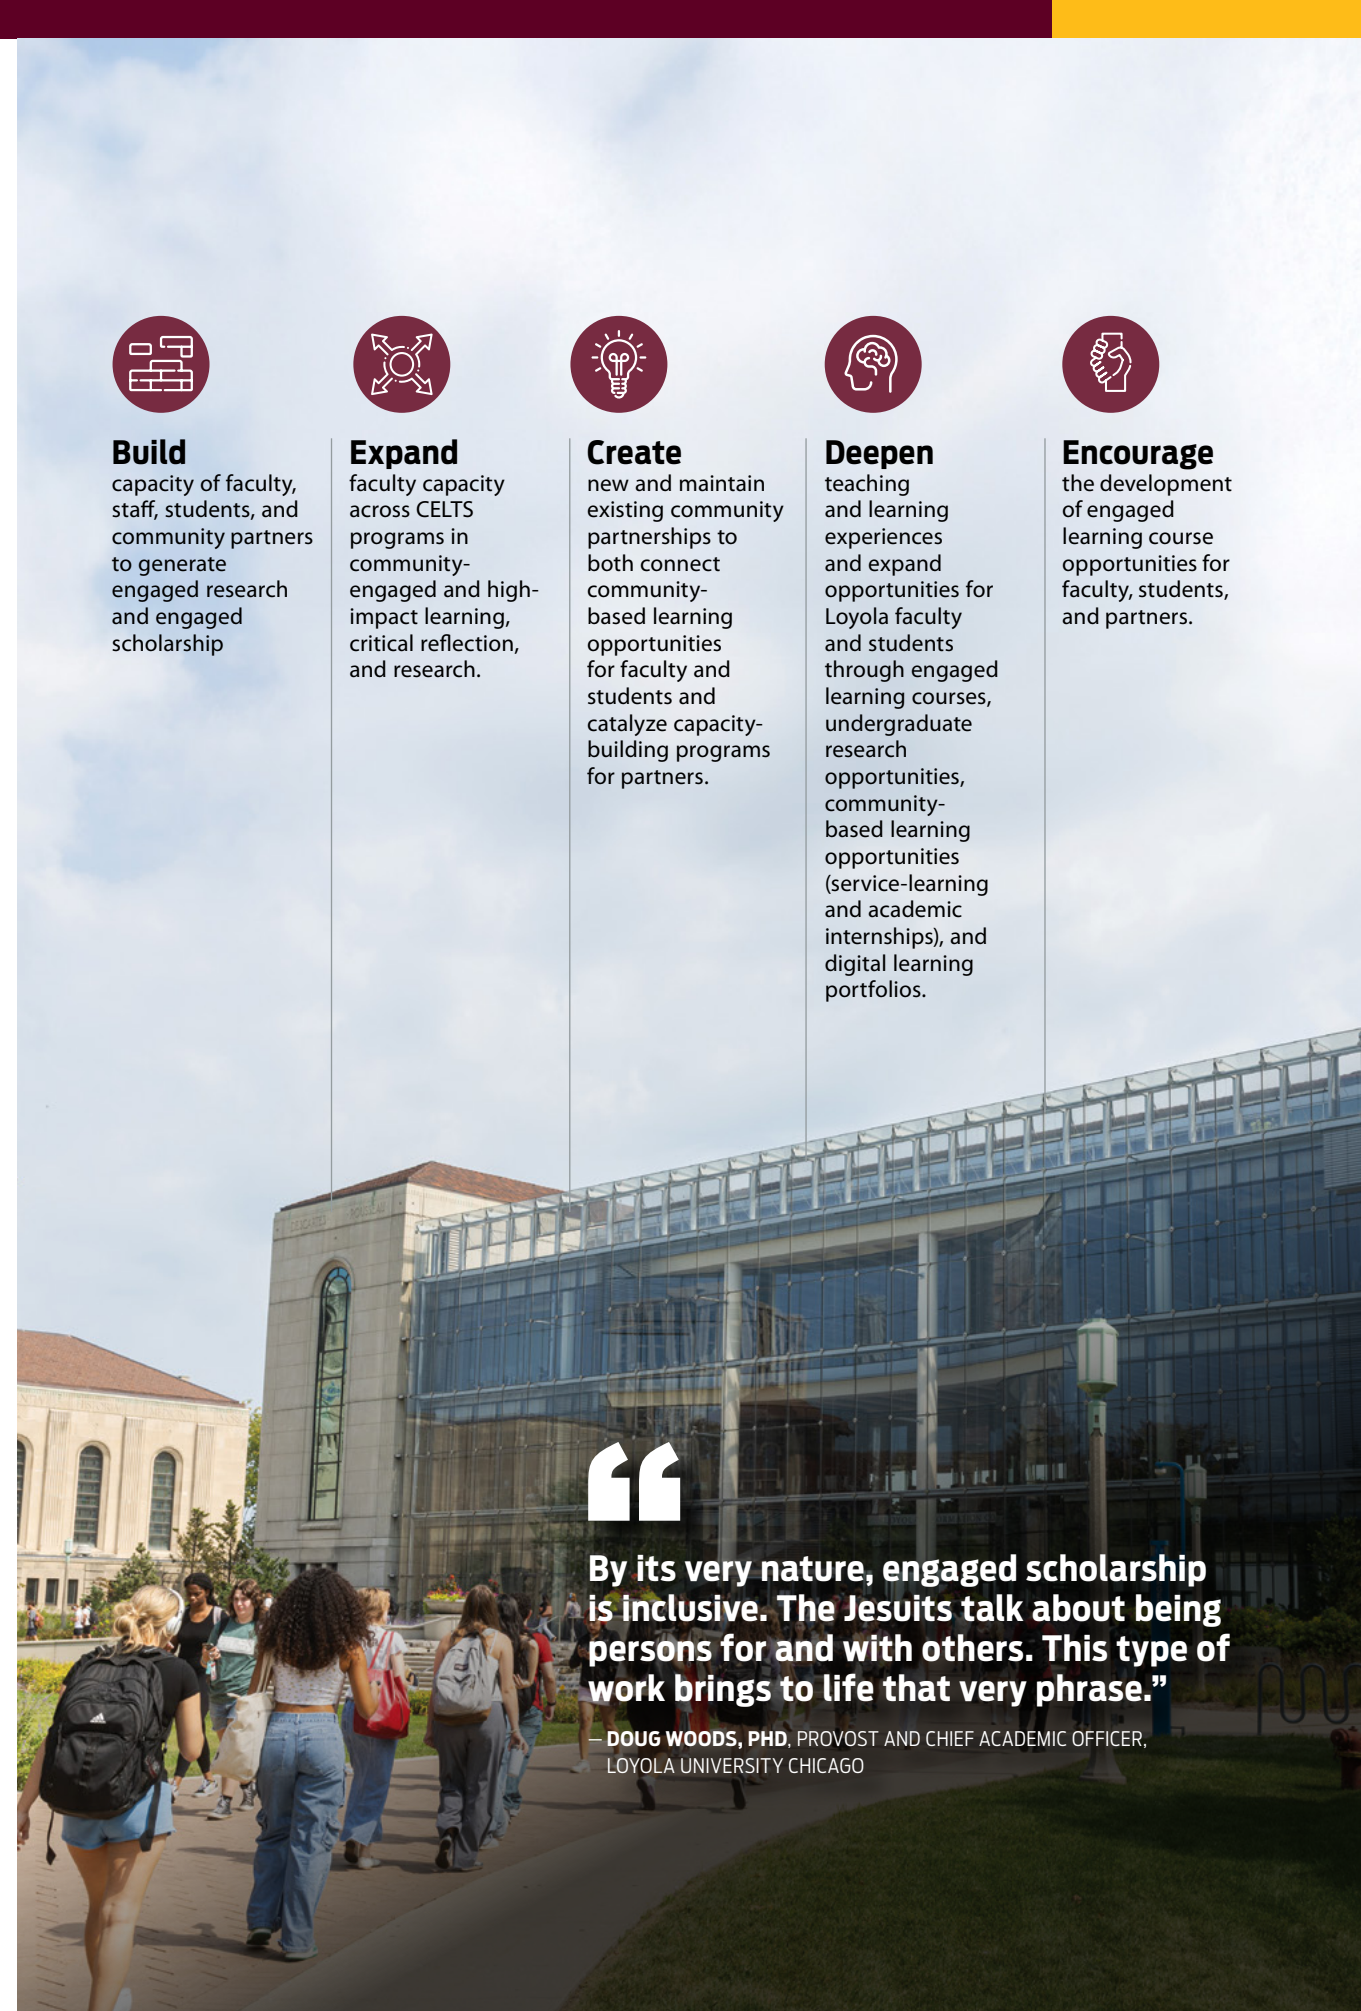 Build
capacity of faculty,
staff, students, and
community partners
to generate
engaged research
and engaged
scholarship
Expand
faculty capacity
across CELTS
programs in
community-
engaged and high-
impact learning,
critical reflection,
and research.
Create
new and maintain
existing community
partnerships to
both connect
community-
based learning
opportunities
for faculty and
students and
catalyze capacity-
building programs
for partners.
Deepen
teaching
and learning
experiences
and expand
opportunities for
Loyola faculty
and students
through engaged
learning courses,
undergraduate
research
opportunities,
community-
based learning
opportunities
(service-learning
and academic
internships), and
digital learning
portfolios.
Encourage
the development
of engaged
learning course
opportunities for
faculty, students,
and partners.
DESCARTES ROUSSEAU
“
By its very nature, engaged scholarship
is inclusive. The Jesuits talk about being
persons for and with others. This type of
work brings to life that very phrase.”
— DOUG WOODS, PHD, PROVOST AND CHIEF ACADEMIC OFFICER,
LOYOLA UNIVERSITY CHICAGO